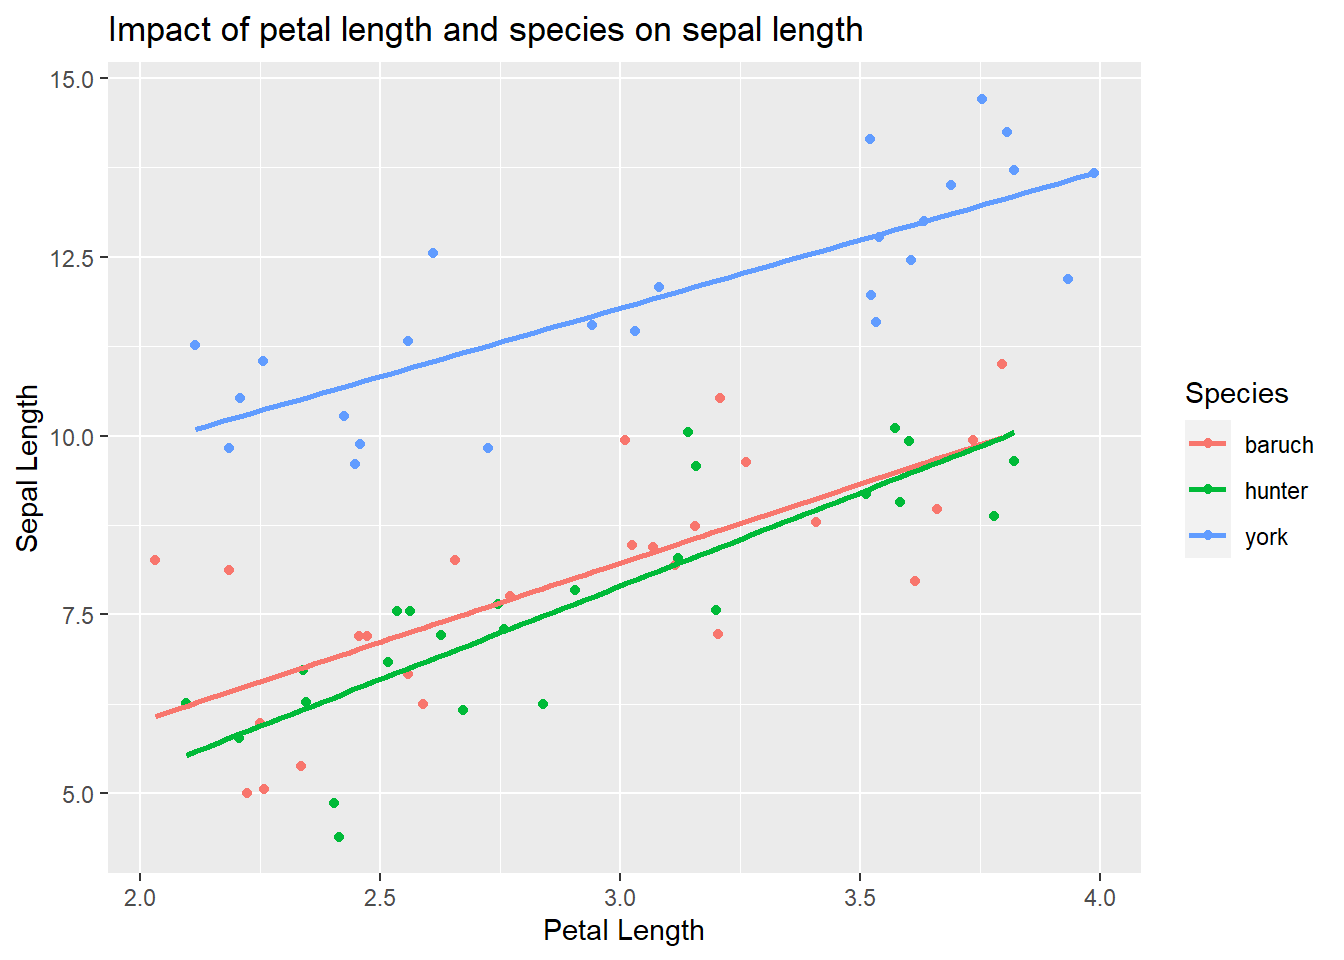 Impact of petal length and species on sepal length
15.0
12.5
10.0
7.5
5.0
Sepal Length
2.0 2.5 3.0 3.5 4.0
Petal Length
Species
baruch
hunter
york